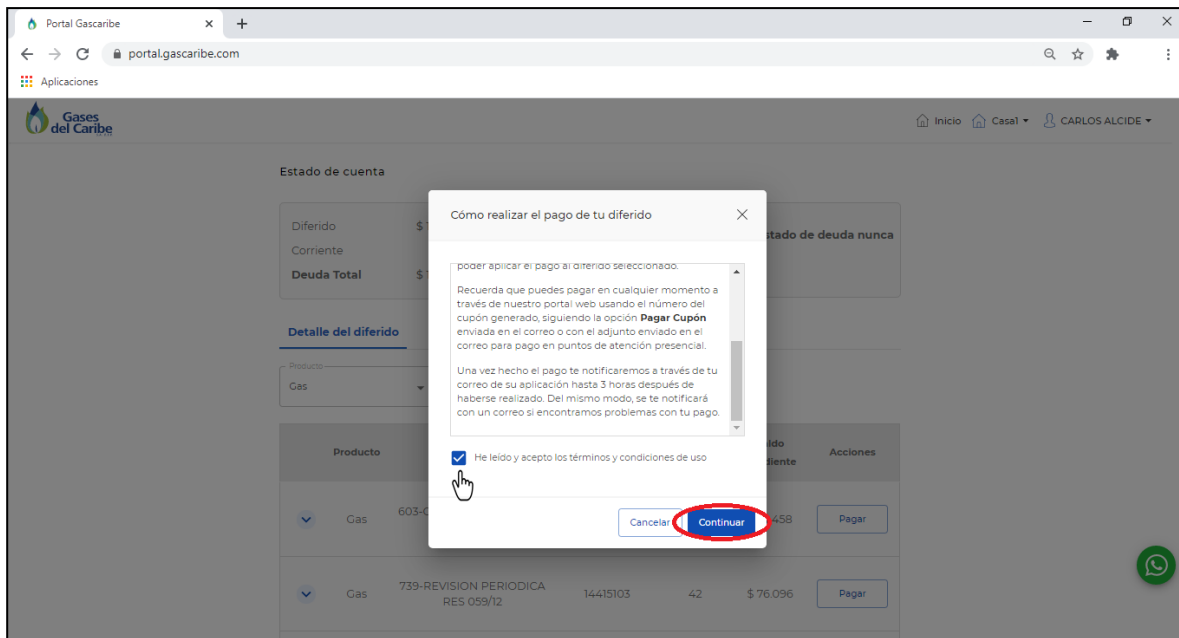 Portal Gascaribe
portal.gascaribe.com
Aplicaciones
Gases
del Caribe
Inicio Casa1 CARLOS ALCIDE
Estado de cuenta
Diferido $ 1
Corriente
Deuda Total $ 1
stado de deuda nunca
Cómo realizar el pago de tu diferido
poder aplicar el pago al diferido seleccionado.
Recuerda que puedes pagar en cualquier momento a
través de nuestro portal web usando el número del
cupón generado, siguiendo la opción Pagar Cupón
enviada en el correo o con el adjunto enviado en el
correo para pago en puntos de atención presencial.
Una vez hecho el pago te notificaremos a través de tu
correo de su aplicación hasta 3 horas después de
haberse realizado. Del mismo modo, se te notificará
con un correo si encontramos problemas con tu pago.
He leído y acepto los términos y condiciones de uso
Cancelar Continuar
Detalle del diferido
Producto
Gas
Producto Acciones
Gas 603-C 458 Pagar
Gas 739-REVISION PERIODICA
RES 059/12 14415103 42 $ 76.096 Pagar